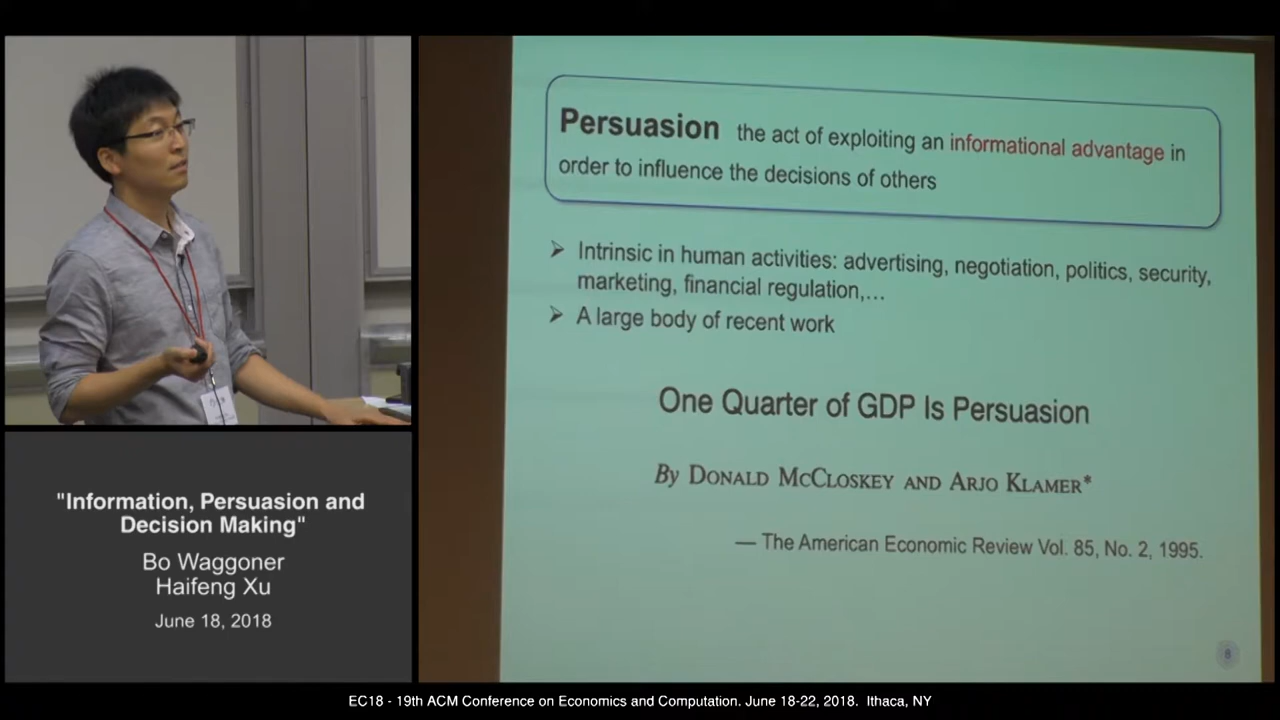 Persuasion the act of exploiting an informational advantage in
order to influence the decisions of others
➤ Intrinsic in human activities: advertising, negotiation, politics, security,
marketing, financial regulation,…
➤ A large body of recent work
One Quarter of GDP Is Persuasion
By DONALD MCCLOSKEY AND ARJO KLAMER*
— The American Economic Review Vol. 85, No. 2, 1995.
8
"Information, Persuasion and
Decision Making"
Bo Waggoner
Haifeng Xu
June 18, 2018
EC18 - 19th ACM Conference on Economics and Computation. June 18-22, 2018. Ithaca, NY